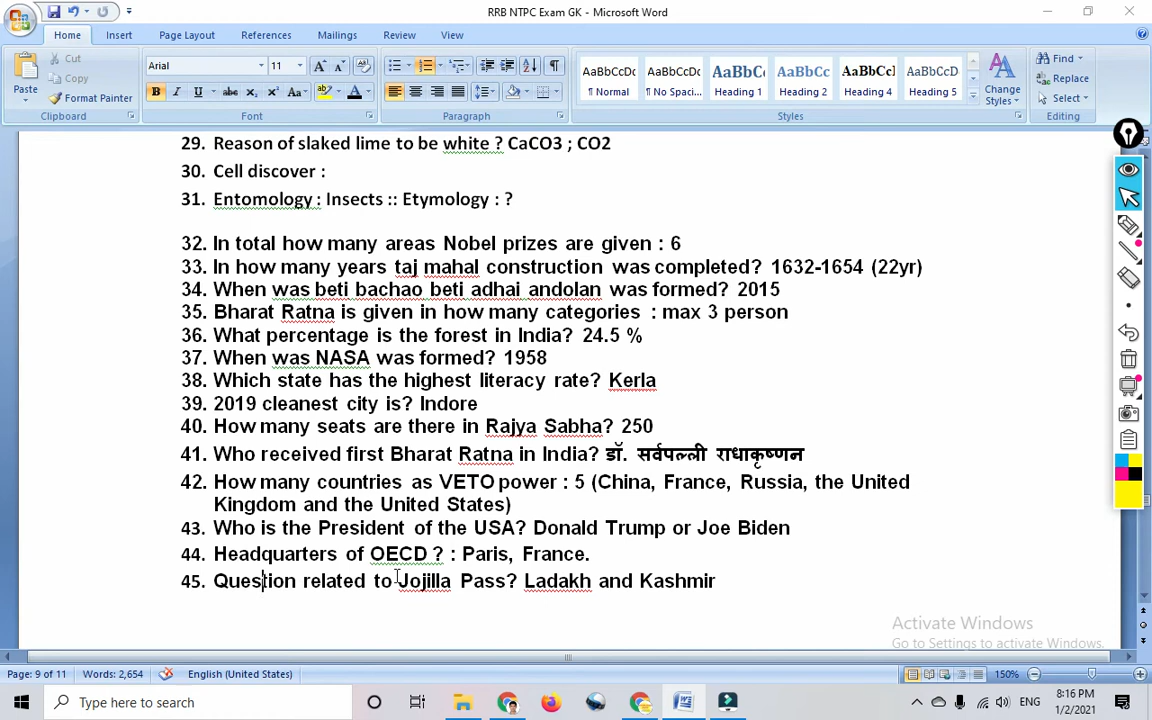 RRB NTPC Exam GK - Microsoft Word
Home Insert Page Layout References Mailings Review View
Paste Cut Copy Format Painter Clipboard
Arial 11 Font
Paragraph
AaBbCcDc AaBbCcDc AaBbCc AaBbCc AaBbCcI AaBbCcD
¶ Normal ¶ No Spaci... Heading 1 Heading 2 Heading 4 Heading 5
Styles
Change Styles
Find Replace Select Editing
29. Reason of slaked lime to be white ? CaCO3 ; CO2
30. Cell discover :
31. Entomology : Insects :: Etymology : ?
32. In total how many areas Nobel prizes are given : 6
33. In how many years taj mahal construction was completed? 1632-1654 (22yr)
34. When was beti bachao beti adhai andolan was formed? 2015
35. Bharat Ratna is given in how many categories : max 3 person
36. What percentage is the forest in India? 24.5 %
37. When was NASA was formed? 1958
38. Which state has the highest literacy rate? Kerla
39. 2019 cleanest city is? Indore
40. How many seats are there in Rajya Sabha? 250
41. Who received first Bharat Ratna in India? डॉ. सर्वपल्ली राधाकृष्णन
42. How many countries as VETO power : 5 (China, France, Russia, the United
Kingdom and the United States)
43. Who is the President of the USA? Donald Trump or Joe Biden
44. Headquarters of OECD ? : Paris, France.
45. Question related to Jojilla Pass? Ladakh and Kashmir
Activate Windows
Go to Settings to activate Windows.
Page: 9 of 11 Words: 2,654 English (United States) 150%
Type here to search
ENG
8:16 PM
1/2/2021